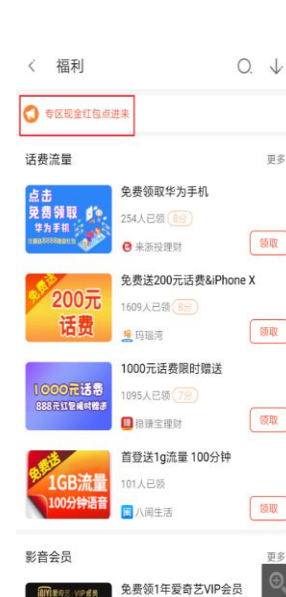 福利
专区现金红包点进来
话费流量
更多
点击
免费领取
华为手机
免费领取华为手机
254人已领 8分
来浙投理财
领取
免费送
200元
话费
免费送200元话费&iPhone X
1609人已领 8分
玛瑙湾
领取
1000元话费
888元红包限时赠送
1000元话费限时赠送
1095人已领 7分
稳赚宝理财
领取
免费送
1GB流量
100分钟语音
首登送1g流量 100分钟
101人已领
八闽生活
领取
影音会员
更多
免费领1年爱奇艺VIP会员